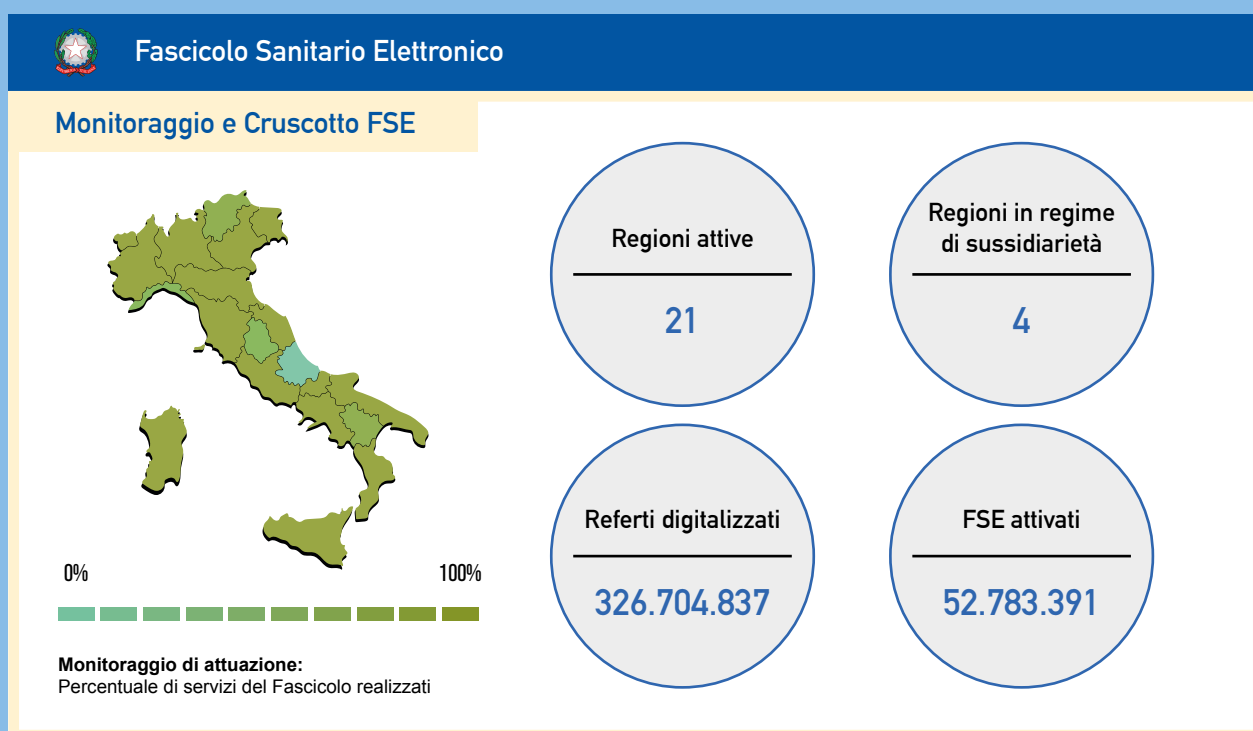 Fascicolo Sanitario Elettronico
Monitoraggio e Cruscotto FSE
Regioni attive
21
Regioni in regime
di sussidiarietà
4
Referti digitalizzati
326.704.837
FSE attivati
52.783.391
0%
100%
Monitoraggio di attuazione:
Percentuale di servizi del Fascicolo realizzati